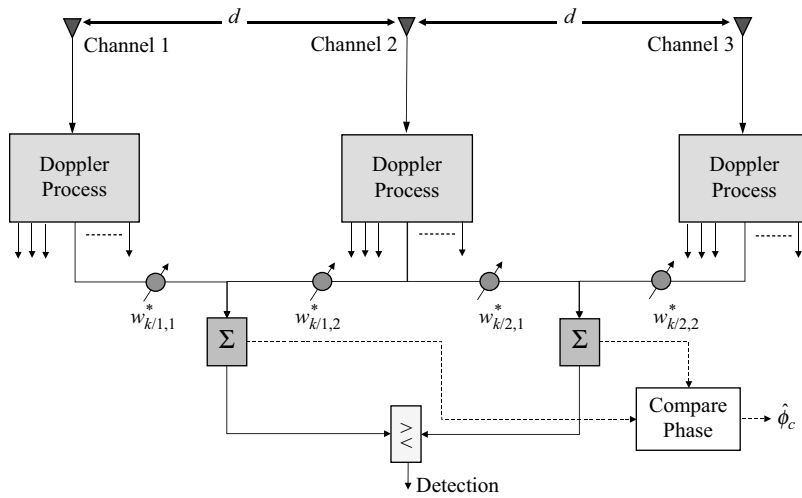 d d
Channel 1 Channel 2 Channel 3
Doppler Process Doppler Process Doppler Process
w*k/1,1 w*k/1,2 w*k/2,1 w*k/2,2
Σ Σ
Compare Phase
ϕ̂c
> <
Detection